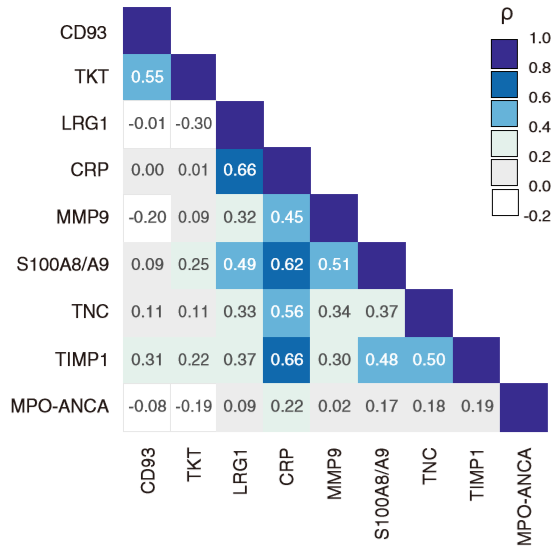 ρ
CD93
1.0
0.8
TKT 0.55
0.6
LRG1 -0.01 -0.30
0.4
CRP 0.00 0.01 0.66
0.2
0.0
MMP9 -0.20 0.09 0.32 0.45
-0.2
S100A8/A9 0.09 0.25 0.49 0.62 0.51
TNC 0.11 0.11 0.33 0.56 0.34 0.37
TIMP1 0.31 0.22 0.37 0.66 0.30 0.48 0.50
MPO-ANCA -0.08 -0.19 0.09 0.22 0.02 0.17 0.18 0.19
CD93 TKT LRG1 CRP MMP9 S100A8/A9 TNC TIMP1 MPO-ANCA